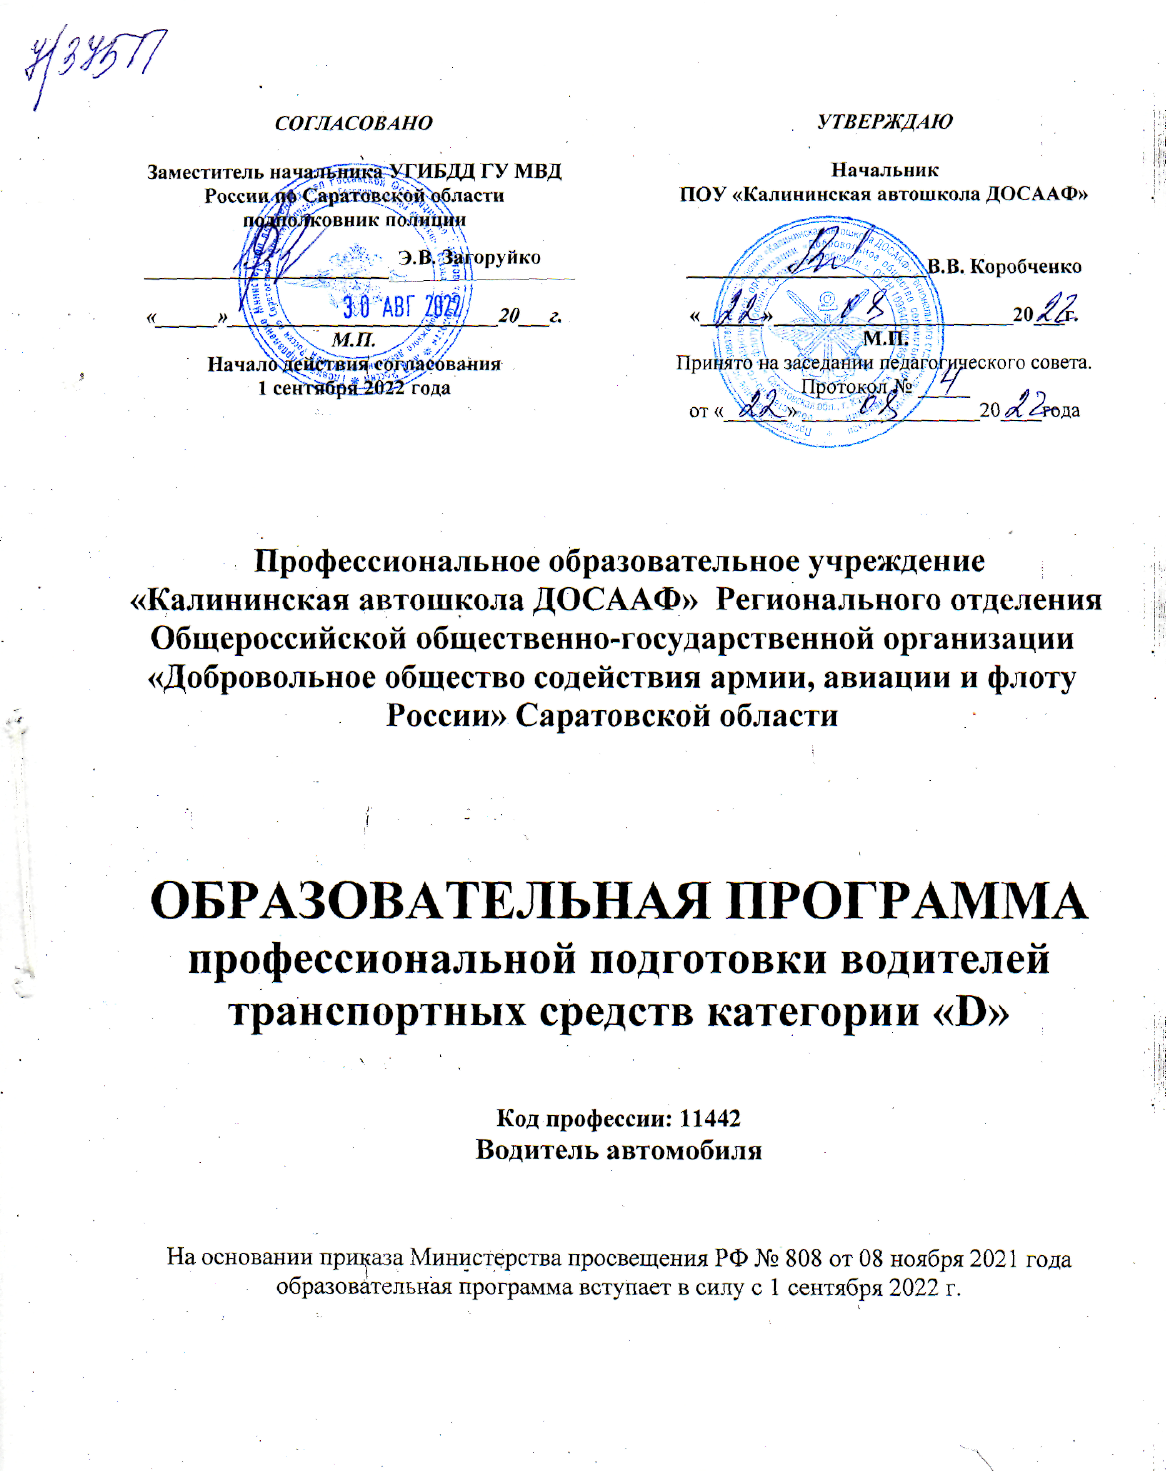 СОГЛАСОВАНО
Заместитель начальника УГИБДД ГУ МВД
России по Саратовской области
подполковник полиции
Э.В. Загоруйко
30 АВГ 2022
«_____»________________________20___г.
М.П.
Начало действия согласования
1 сентября 2022 года
УТВЕРЖДАЮ
Начальник
ПОУ «Калининская автошкола ДОСААФ»
В.В. Коробченко
«22» 08 2022 г.
М.П.
Принято на заседании педагогического совета.
Протокол № 4
от «22» 08 2022 года
Профессиональное образовательное учреждение
«Калининская автошкола ДОСААФ» Регионального отделения
Общероссийской общественно-государственной организации
«Добровольное общество содействия армии, авиации и флоту
России» Саратовской области
ОБРАЗОВАТЕЛЬНАЯ ПРОГРАММА
профессиональной подготовки водителей
транспортных средств категории «D»
Код профессии: 11442
Водитель автомобиля
На основании приказа Министерства просвещения РФ № 808 от 08 ноября 2021 года
образовательная программа вступает в силу с 1 сентября 2022 г.